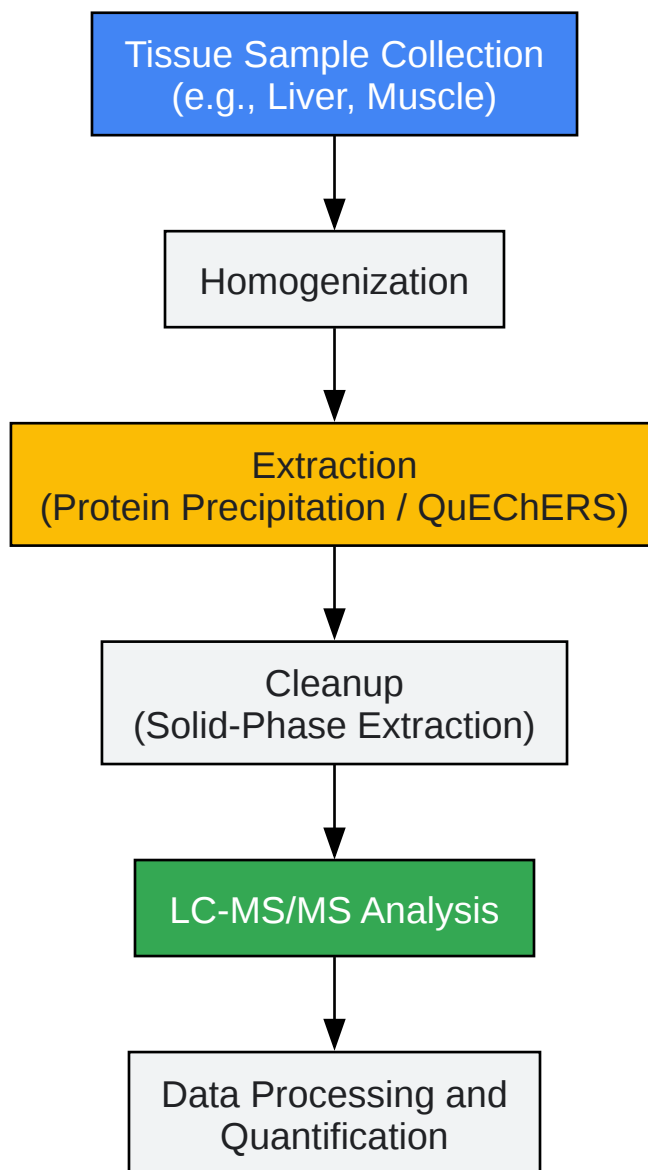 Tissue Sample Collection
(e.g., Liver, Muscle)
Homogenization
Extraction
(Protein Precipitation / QuEChERS)
Cleanup
(Solid-Phase Extraction)
LC-MS/MS Analysis
Data Processing and
Quantification